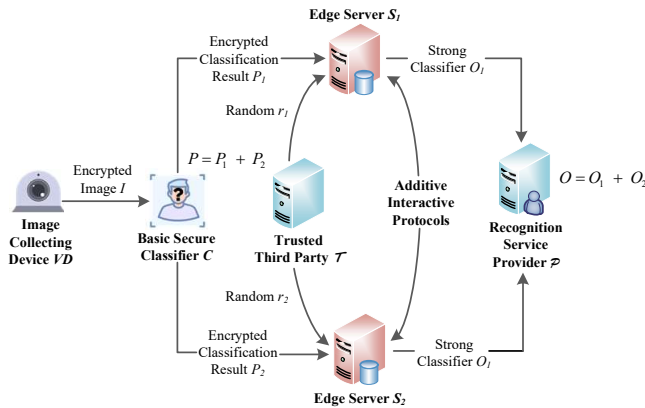 Edge Server S1
Encrypted
Classification
Result P1
Strong
Classifier O1
Random r1
P = P1 + P2
Encrypted
Image I
?
Image
Collecting
Device VD
Basic Secure
Classifier C
Trusted
Third Party T
Additive
Interactive
Protocols
O = O1 + O2
Recognition
Service
Provider P
Random r2
Encrypted
Classification
Result P2
Strong
Classifier O1
Edge Server S2